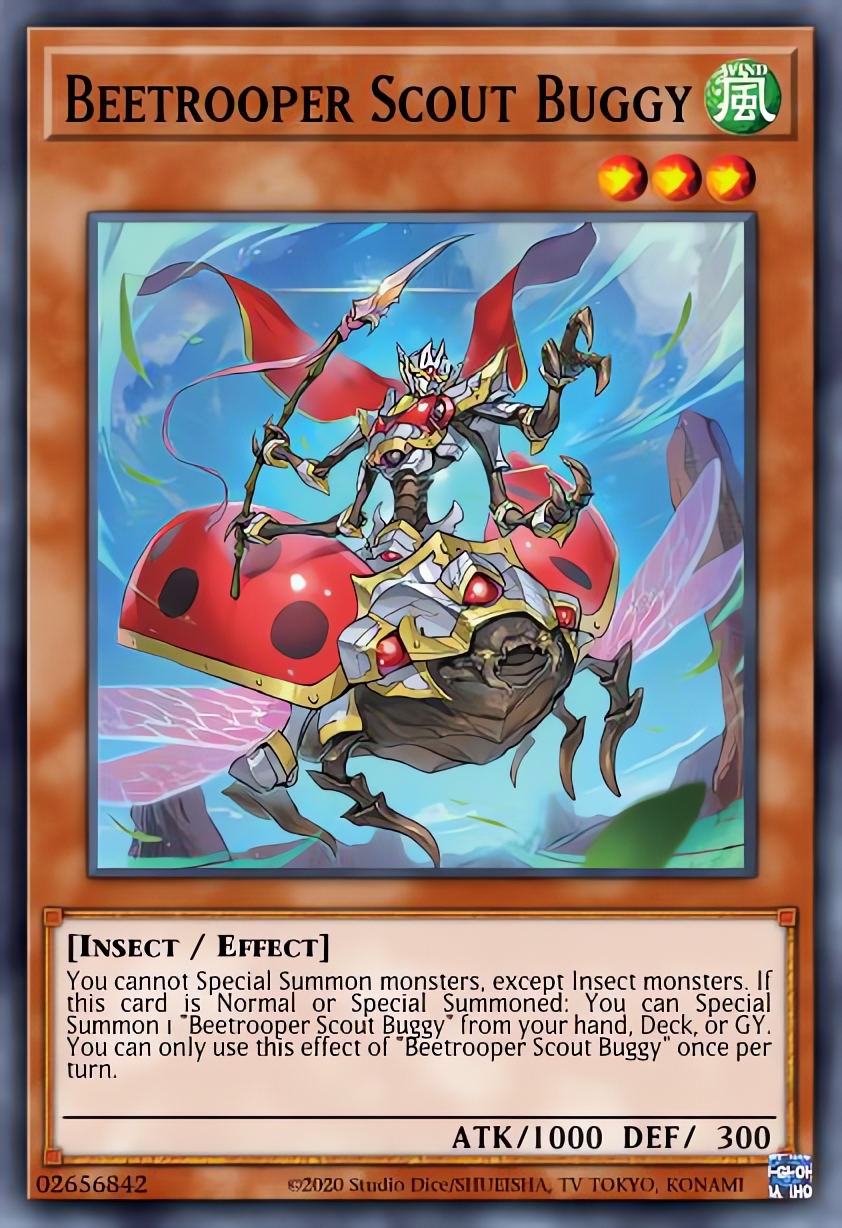 Beetrooper Scout Buggy
WIND
風
[Insect / Effect]
You cannot Special Summon monsters, except Insect monsters. If
this card is Normal or Special Summoned: You can Special
Summon 1 "Beetrooper Scout Buggy" from your hand, Deck, or GY.
You can only use this effect of "Beetrooper Scout Buggy" once per
turn.
ATK/1000 DEF/ 300
02656842 ©2020 Studio Dice/SHUEISHA, TV TOKYO, KONAMI